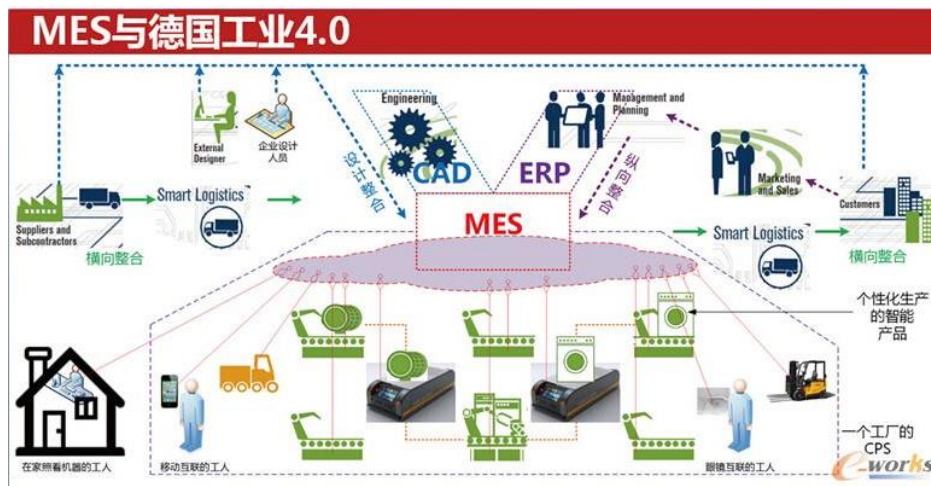 MES与德国工业4.0
Engineering
Management and
Planning
External
Designer
企业设计
人员
设计整合
CAD
ERP
纵向整合
Marketing
and Sales
Suppliers and
Subcontractors
Smart Logistics
MES
Customers
Smart Logistics
横向整合
横向整合
个性化生产
的智能
产品
在家照看机器的工人
移动互联的工人
眼镜互联的工人
一个工厂的
CPS
e-works